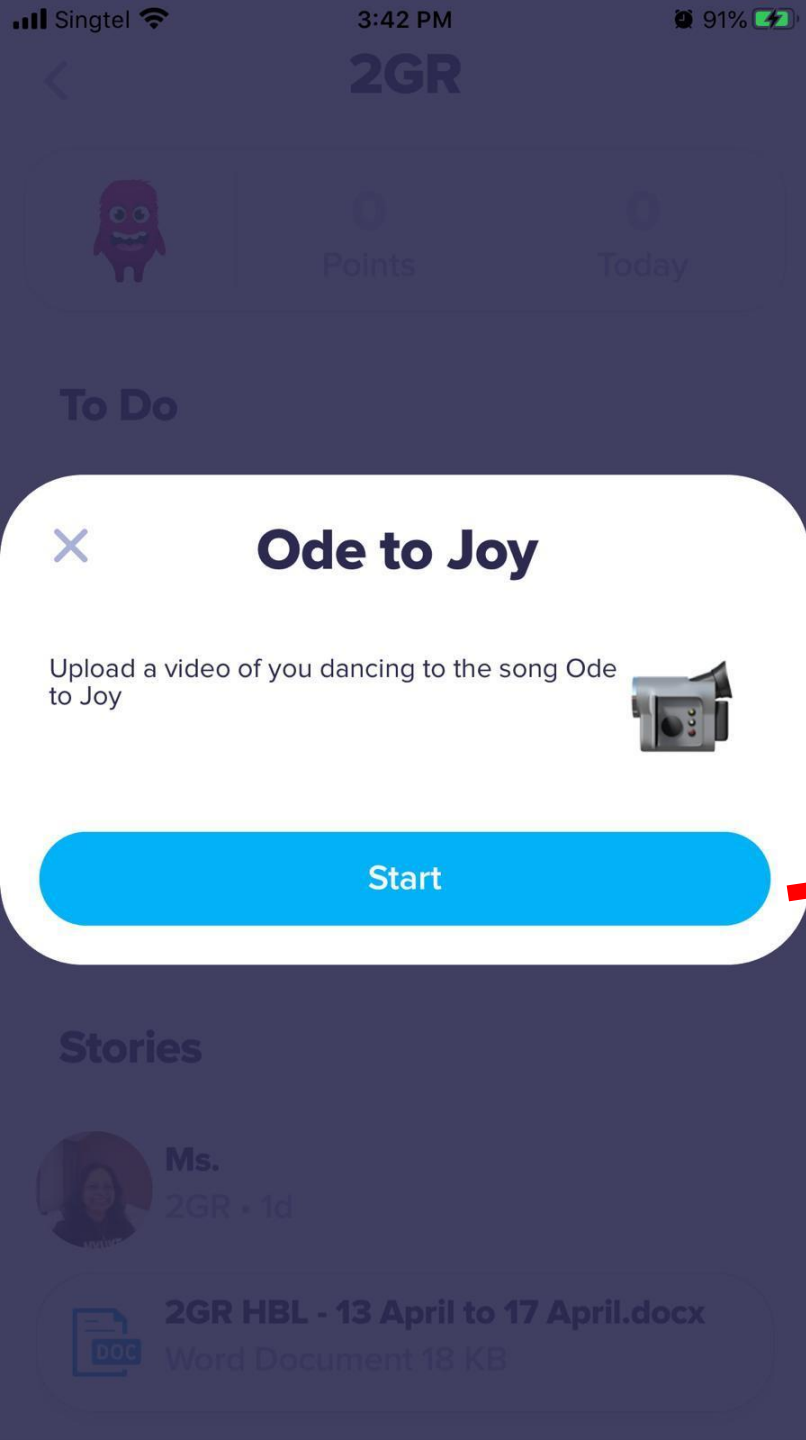 Singtel 3:42 PM 91%
2GR
0 0
Points Today
To Do
Ode to Joy
Upload a video of you dancing to the song Ode
to Joy
Start
Stories
Ms.
2GR • 1d
2GR HBL - 13 April to 17 April.docx
DOC
Word Document 18 KB